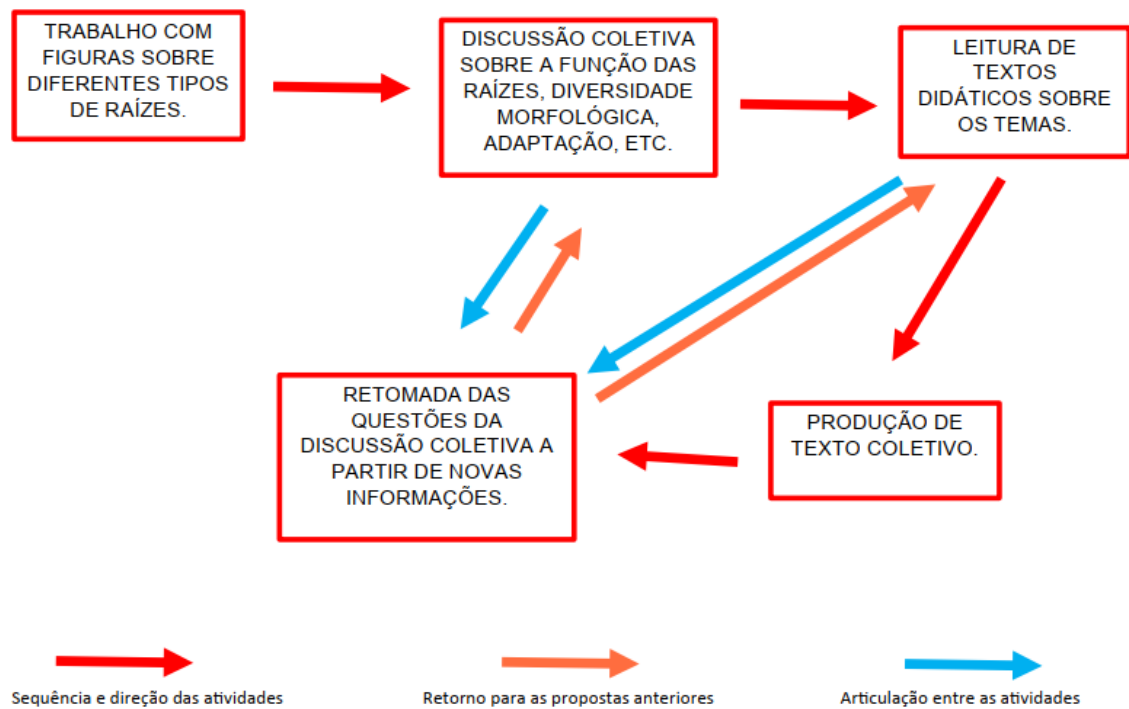 TRABALHO COM
FIGURAS SOBRE
DIFERENTES TIPOS
DE RAÍZES.
DISCUSSÃO COLETIVA
SOBRE A FUNÇÃO DAS
RAÍZES, DIVERSIDADE
MORFOLÓGICA,
ADAPTAÇÃO, ETC.
LEITURA DE
TEXTOS
DIDÁTICOS SOBRE
OS TEMAS.
RETOMADA DAS
QUESTÕES DA
DISCUSSÃO COLETIVA A
PARTIR DE NOVAS
INFORMAÇÕES.
PRODUÇÃO DE
TEXTO COLETIVO.
Sequência e direção das atividades
Retorno para as propostas anteriores
Articulação entre as atividades